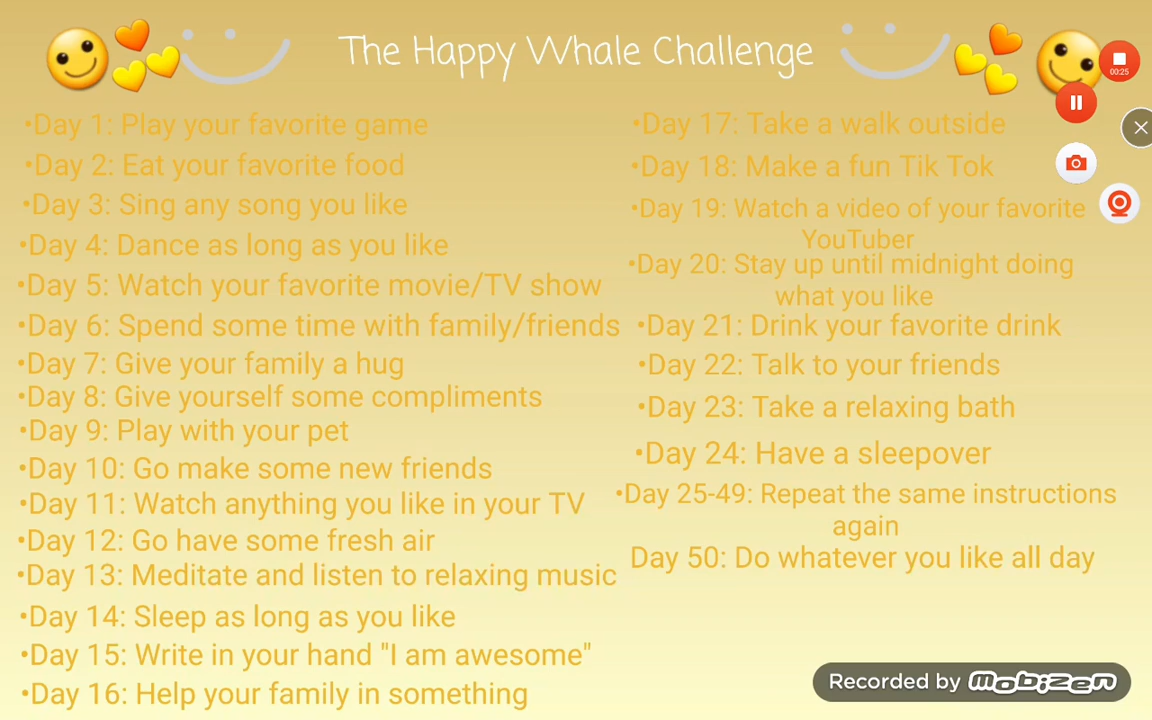 The Happy Whale Challenge
00:25
•Day 1: Play your favorite game
•Day 2: Eat your favorite food
•Day 3: Sing any song you like
•Day 4: Dance as long as you like
•Day 5: Watch your favorite movie/TV show
•Day 6: Spend some time with family/friends
•Day 7: Give your family a hug
•Day 8: Give yourself some compliments
•Day 9: Play with your pet
•Day 10: Go make some new friends
•Day 11: Watch anything you like in your TV
•Day 12: Go have some fresh air
•Day 13: Meditate and listen to relaxing music
•Day 14: Sleep as long as you like
•Day 15: Write in your hand "I am awesome"
•Day 16: Help your family in something
•Day 17: Take a walk outside
•Day 18: Make a fun Tik Tok
•Day 19: Watch a video of your favorite
YouTuber
•Day 20: Stay up until midnight doing
what you like
•Day 21: Drink your favorite drink
•Day 22: Talk to your friends
•Day 23: Take a relaxing bath
•Day 24: Have a sleepover
•Day 25-49: Repeat the same instructions
again
Day 50: Do whatever you like all day
Recorded by mobizen